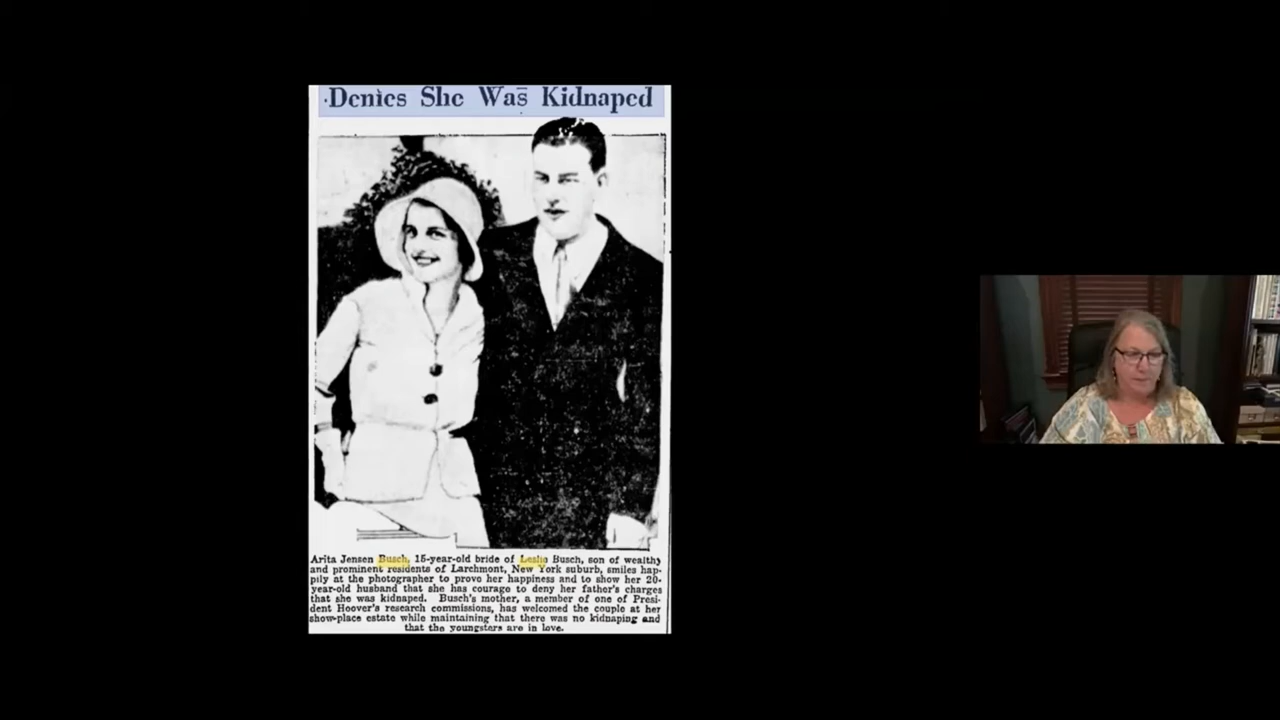 Denies She Was Kidnaped
Arita Jensen Busch, 15-year-old bride of Leslie Busch, son of wealthy
and prominent residents of Larchmont, New York suburb, smiles hap-
pily at the photographer to prove her happiness and to show her 20-
year-old husband that she has courage to deny her father's charges
that she was kidnaped. Busch's mother, a member of one of Presi-
dent Hoover's research commissions, has welcomed the couple at her
show-place estate while maintaining that there was no kidnaping and
that the youngsters are in love.